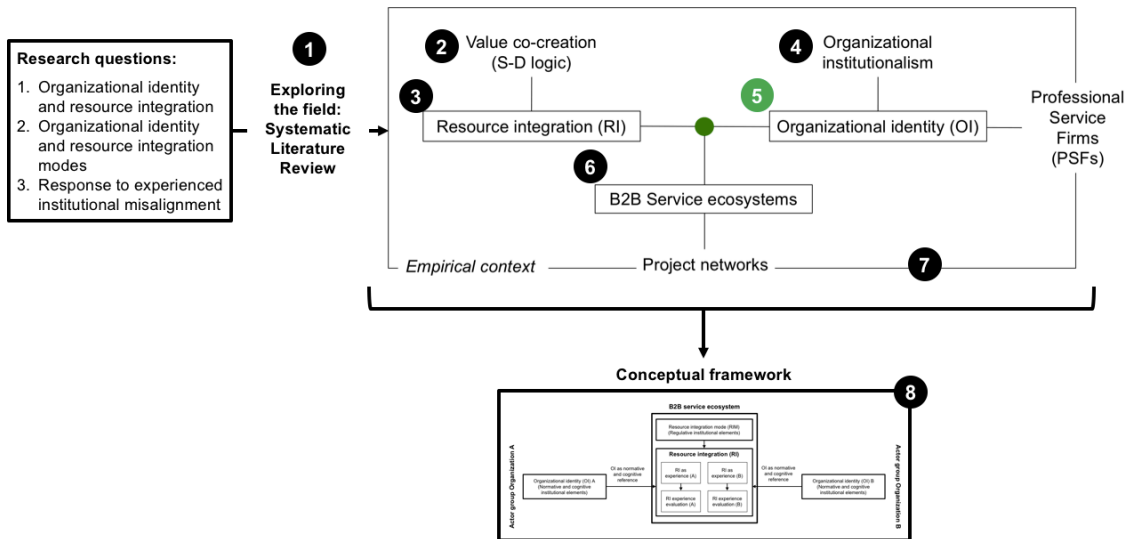 Research questions:
1. Organizational identity
and resource integration
2. Organizational identity
and resource integration
modes
3. Response to experienced
institutional misalignment
1
Exploring
the field:
Systematic
Literature
Review
2
Value co-creation
(S-D logic)
3
Resource integration (RI)
4
Organizational
institutionalism
5
Organizational identity (OI)
6
B2B Service ecosystems
Professional
Service
Firms
(PSFs)
Empirical context
Project networks
7
Conceptual framework
8
B2B service ecosystem
Resource integration mode (RIM)
(Regulative institutional elements)
Resource integration (RI)
RI as
experience (A)
RI as
experience (B)
RI experience
evaluation (A)
RI experience
evaluation (B)
Actor group Organization A
Organizational identity (OI) A
(Normative and cognitive
institutional elements)
OI as normative
and cognitive
reference
OI as normative
and cognitive
reference
Organizational identity (OI) B
(Normative and cognitive
institutional elements)
Actor group Organization B